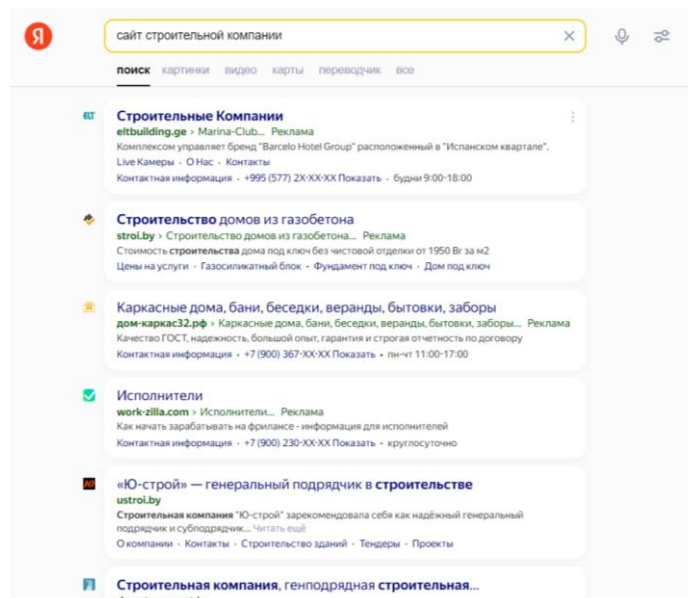 Я
сайт строительной компании
поиск картинки видео карты переводчик все
ELT Строительные Компании
eltbuilding.ge › Marina-Club... Реклама
Комплексом управляет бренд "Barcelo Hotel Group" расположенный в "Испанском квартале".
Live Камеры · О Нас · Контакты
Контактная информация · +995 (577) 2X-XX-XX Показать · будни 9:00-18:00
Строительство домов из газобетона
stroi.by › Строительство домов из газобетона... Реклама
Стоимость строительства дома под ключ без чистовой отделки от 1950 Br за м2
Цены на услуги · Газосиликатный блок · Фундамент под ключ · Дом под ключ
Каркасные дома, бани, беседки, веранды, бытовки, заборы
дом-каркас32.рф › Каркасные дома, бани, беседки, веранды, бытовки, заборы... Реклама
Качество ГОСТ, надежность, большой опыт, гарантия и строгая отчетность по договору
Контактная информация · +7 (900) 367-XX-XX Показать · пн-чт 11:00-17:00
Исполнители
work-zilla.com › Исполнители... Реклама
Как начать зарабатывать на фрилансе - информация для исполнителей
Контактная информация · +7 (900) 230-XX-XX Показать · круглосуточно
Ю «Ю-строй» — генеральный подрядчик в строительстве
ustroi.by
Строительная компания "Ю-строй" зарекомендовала себя как надёжный генеральный
подрядчик и субподрядчик... Читать ещё
О компании · Контакты · Строительство зданий · Тендеры · Проекты
Строительная компания, генподрядная строительная...